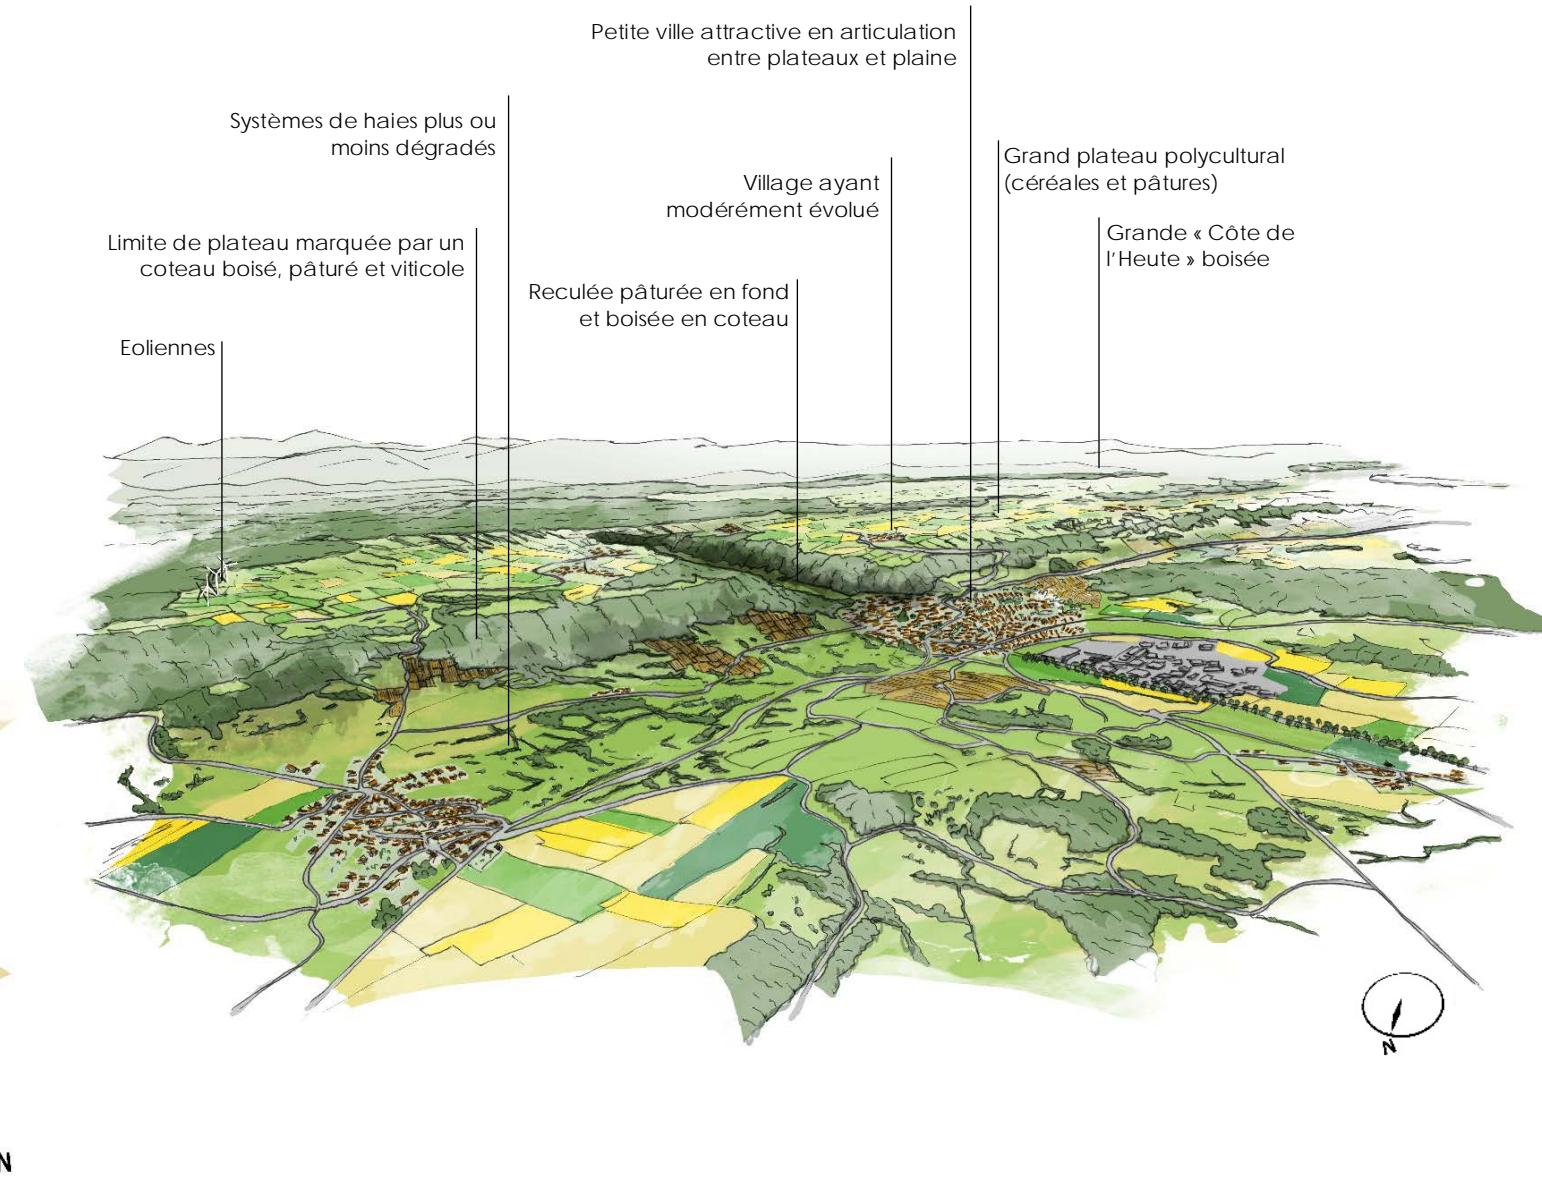 Petite ville attractive en articulation
entre plateaux et plaine
Systèmes de haies plus ou
moins dégradés
Grand plateau polycultural
(céréales et pâtures)
Village ayant
modérément évolué
Grande « Côte de
l'Heute » boisée
Limite de plateau marquée par un
coteau boisé, pâturé et viticole
Reculée pâturée en fond
et boisée en coteau
Eoliennes
N
N